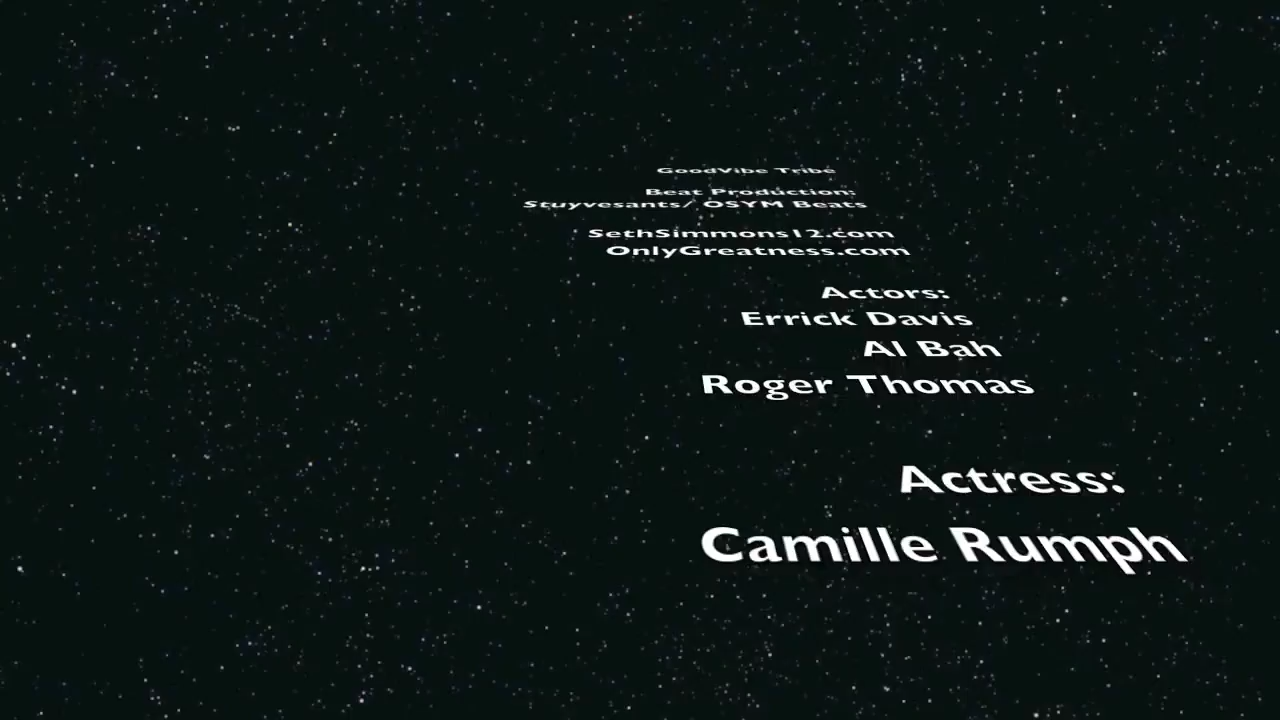 GoodVibe Tribe
Beat Production:
Stuyvesants/ OSYM Beats
SethSimmons12.com
OnlyGreatness.com
Actors:
Errick Davis
Al Bah
Roger Thomas
Actress:
Camille Rumph